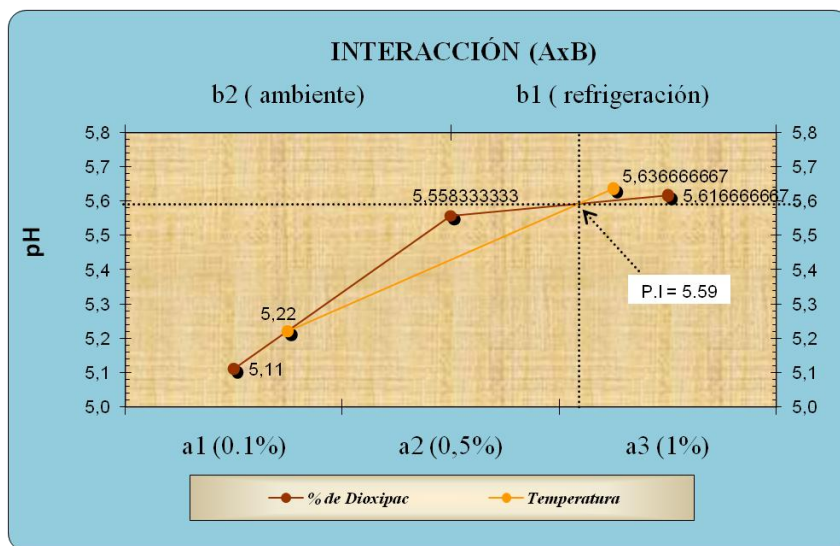 INTERACCIÓN (AxB)
b2 ( ambiente) b1 ( refrigeración)
5,8 5,8
5,7 5,7
5,636666667
5,558333333 5,616666667
5,6 5,6
5,5 5,5
pH
5,4 5,4
P.I = 5.59
5,3 5,3
5,22
5,2 5,2
5,11
5,1 5,1
5,0 5,0
a1 (0.1%) a2 (0,5%) a3 (1%)
% de Dioxipac Temperatura